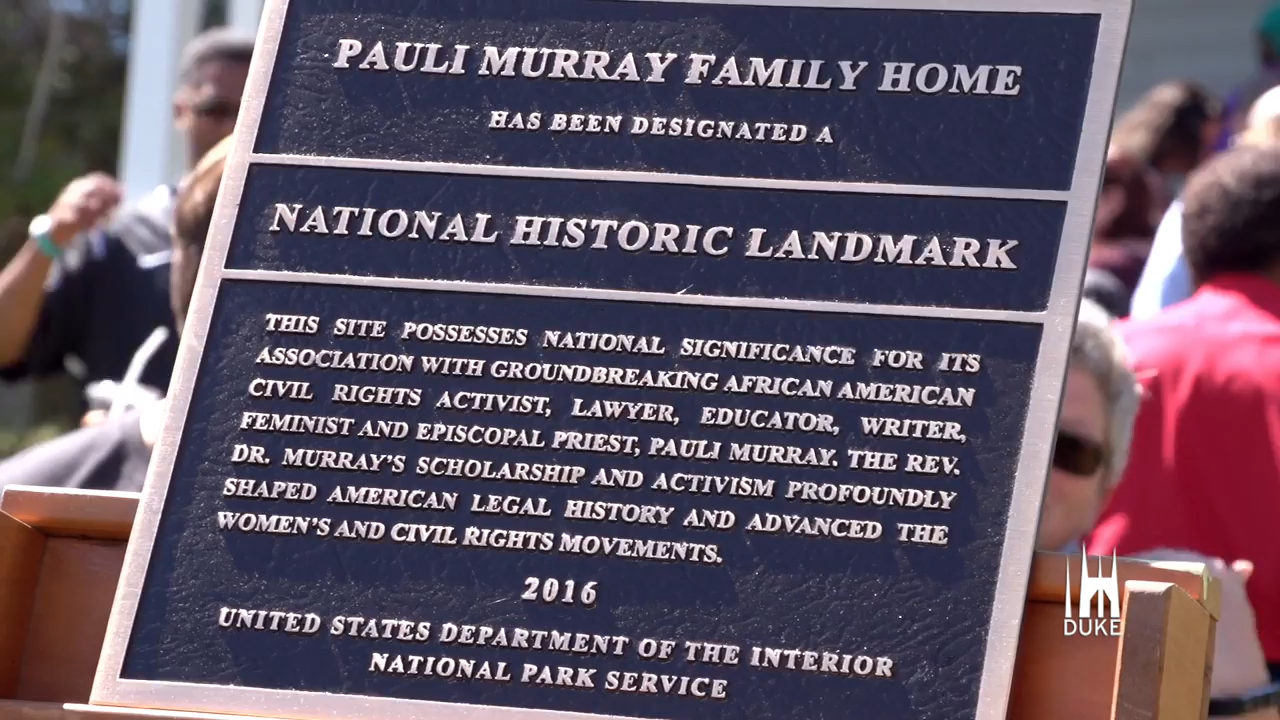 PAULI MURRAY FAMILY HOME
HAS BEEN DESIGNATED A
NATIONAL HISTORIC LANDMARK
THIS SITE POSSESSES NATIONAL SIGNIFICANCE FOR ITS
ASSOCIATION WITH GROUNDBREAKING AFRICAN AMERICAN
CIVIL RIGHTS ACTIVIST, LAWYER, EDUCATOR, WRITER,
FEMINIST AND EPISCOPAL PRIEST, PAULI MURRAY. THE REV.
DR. MURRAY'S SCHOLARSHIP AND ACTIVISM PROFOUNDLY
SHAPED AMERICAN LEGAL HISTORY AND ADVANCED THE
WOMEN'S AND CIVIL RIGHTS MOVEMENTS.
2016
UNITED STATES DEPARTMENT OF THE INTERIOR
NATIONAL PARK SERVICE
DUKE